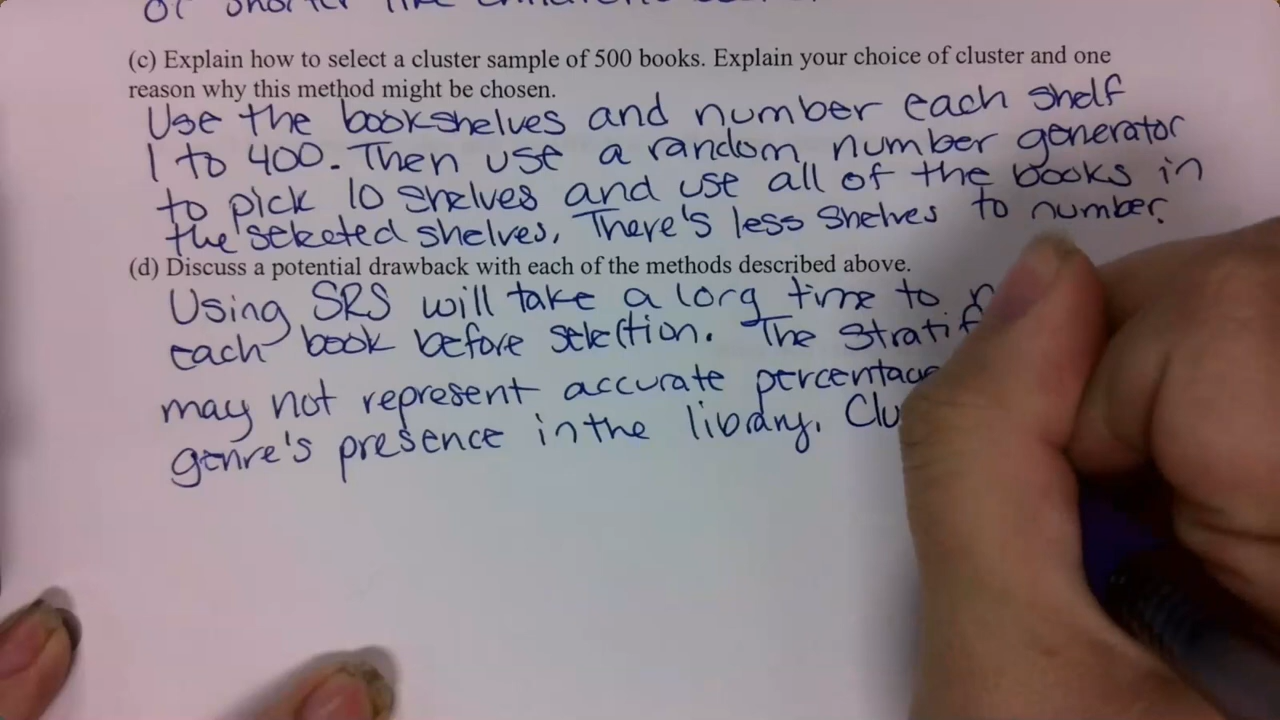 or shorter like children's
(c) Explain how to select a cluster sample of 500 books. Explain your choice of cluster and one
reason why this method might be chosen.
Use the bookshelves and number each shelf
1 to 400. Then use a random number generator
to pick 10 shelves and use all of the books in
the selected shelves. There's less shelves to number.
(d) Discuss a potential drawback with each of the methods described above.
Using SRS will take a long time to
each book before selection. The
may not represent accurate
genre's presence in the library.